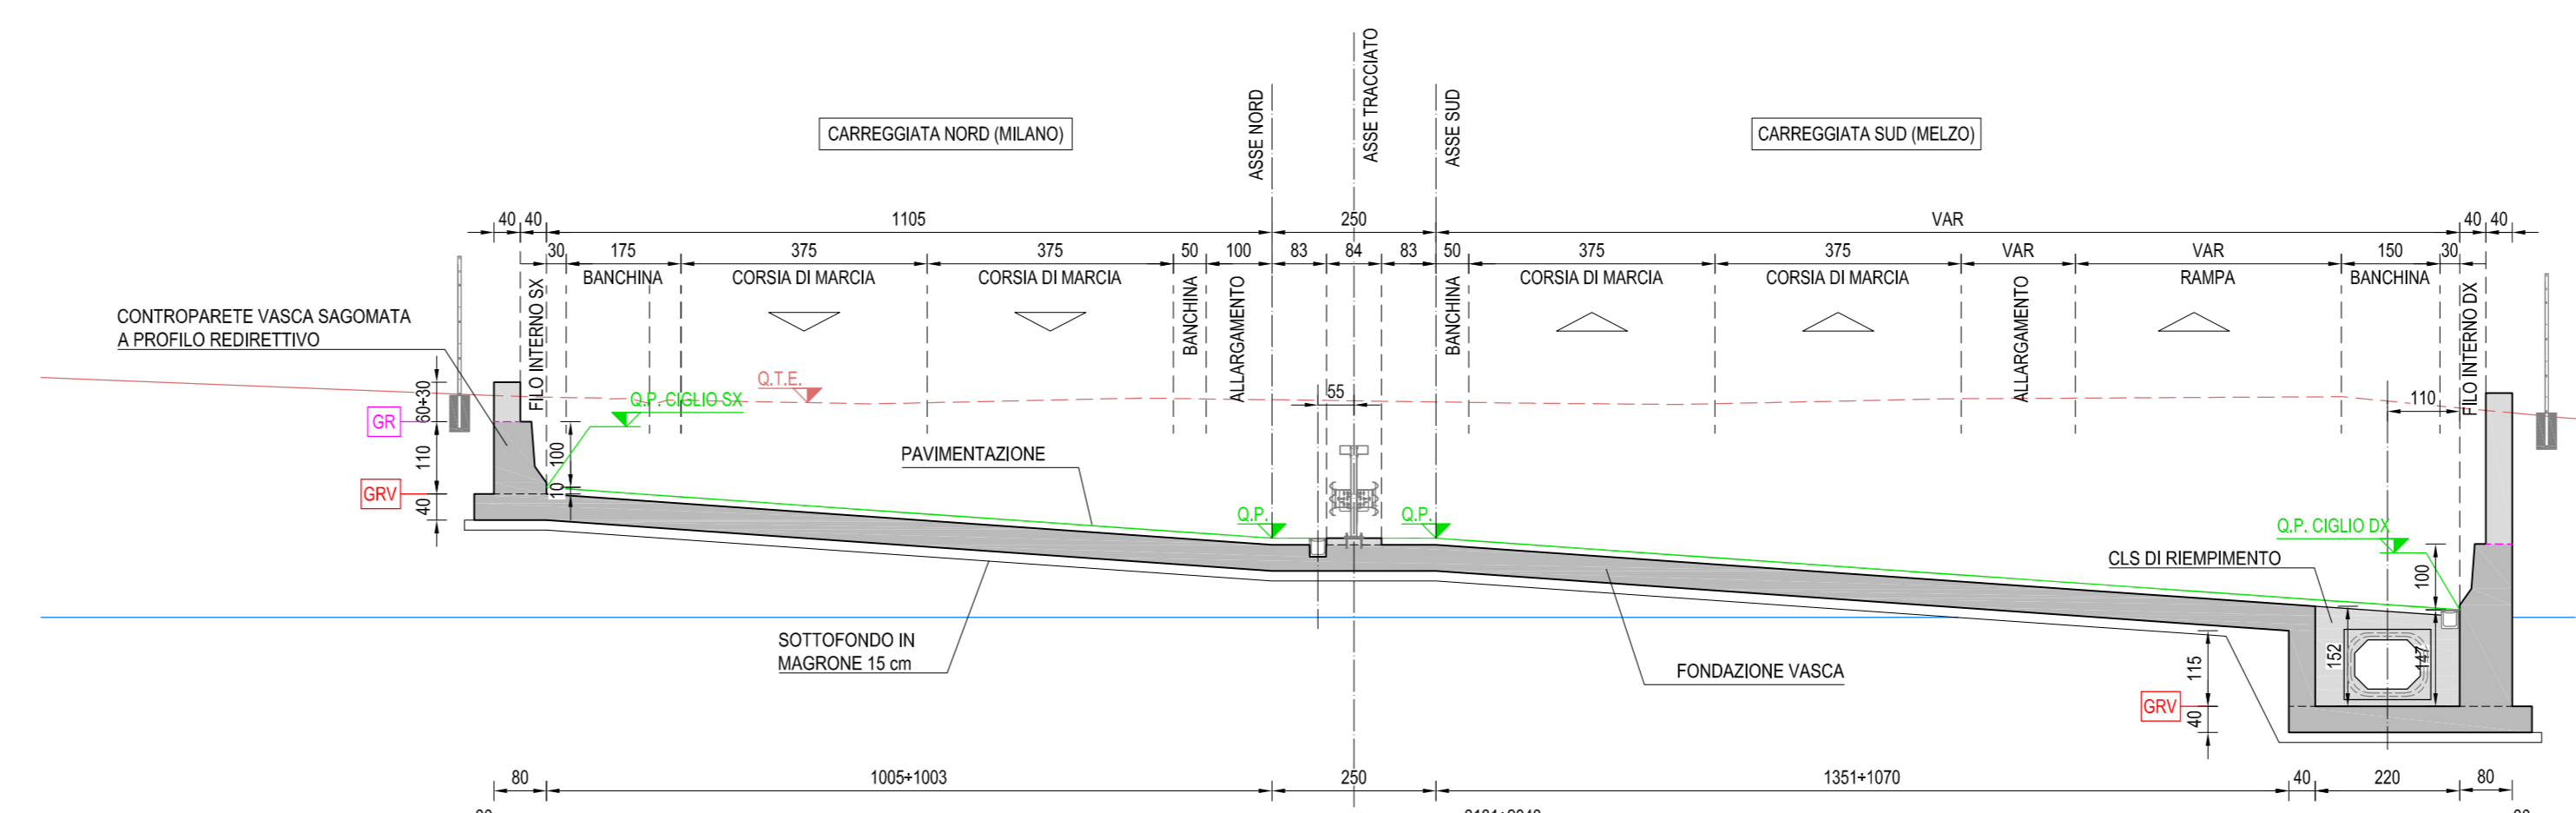 ASSE NORD
ASSE TRACCIATO
ASSE SUD
CARREGGIATA NORD (MILANO)
CARREGGIATA SUD (MELZO)
40 40 1105 250 VAR 40 40
30 175 375 375 50 100 83 84 83 50 375 375 VAR VAR 150 30
BANCHINA CORSIA DI MARCIA CORSIA DI MARCIA BANCHINA ALLARGAMENTO BANCHINA CORSIA DI MARCIA CORSIA DI MARCIA ALLARGAMENTO RAMPA BANCHINA
FILO INTERNO SX
FILO INTERNO DX
CONTROPARETE VASCA SAGOMATA
A PROFILO REDIRETTIVO
Q.T.E.
Q.P. CIGLIO SX
55
110
60÷30
GR
110
100
PAVIMENTAZIONE
GRV
10
40
Q.P.
Q.P.
Q.P. CIGLIO DX
CLS DI RIEMPIMENTO
100
SOTTOFONDO IN
MAGRONE 15 cm
FONDAZIONE VASCA
115
152
147
GRV
40
80 1005÷1003 250 1351÷1070 40 220 80